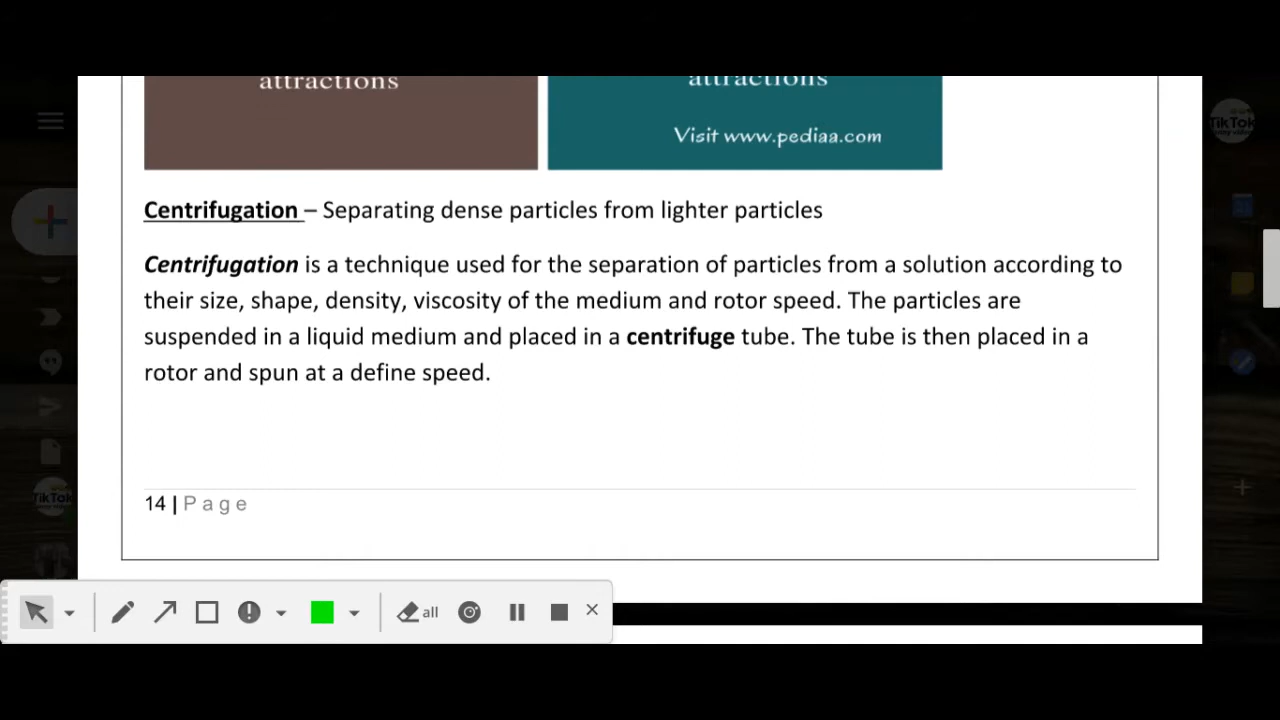 attractions
attractions
Visit www.pediaa.com
Centrifugation – Separating dense particles from lighter particles
Centrifugation is a technique used for the separation of particles from a solution according to
their size, shape, density, viscosity of the medium and rotor speed. The particles are
suspended in a liquid medium and placed in a centrifuge tube. The tube is then placed in a
rotor and spun at a define speed.
14 | Page
all
TikTok
TikTok